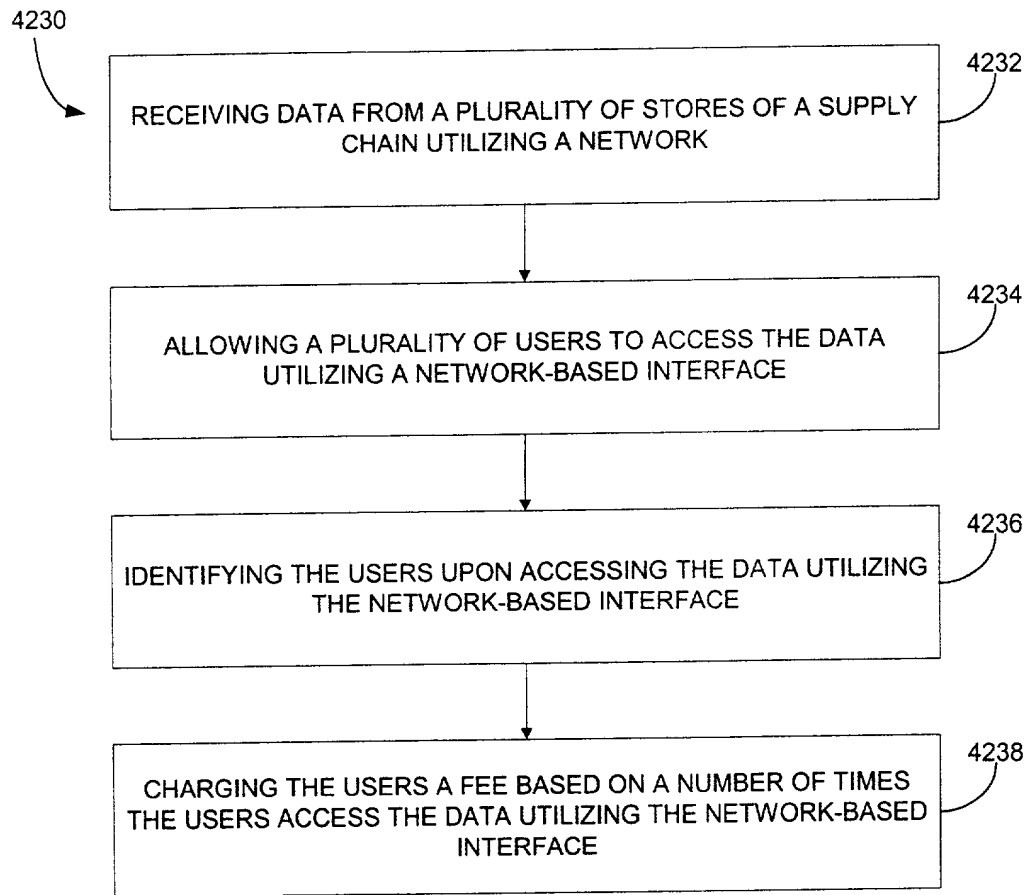 4230
4232
RECEIVING DATA FROM A PLURALITY OF STORES OF A SUPPLY
CHAIN UTILIZING A NETWORK
4234
ALLOWING A PLURALITY OF USERS TO ACCESS THE DATA
UTILIZING A NETWORK-BASED INTERFACE
4236
IDENTIFYING THE USERS UPON ACCESSING THE DATA UTILIZING
THE NETWORK-BASED INTERFACE
4238
CHARGING THE USERS A FEE BASED ON A NUMBER OF TIMES
THE USERS ACCESS THE DATA UTILIZING THE NETWORK-BASED
INTERFACE